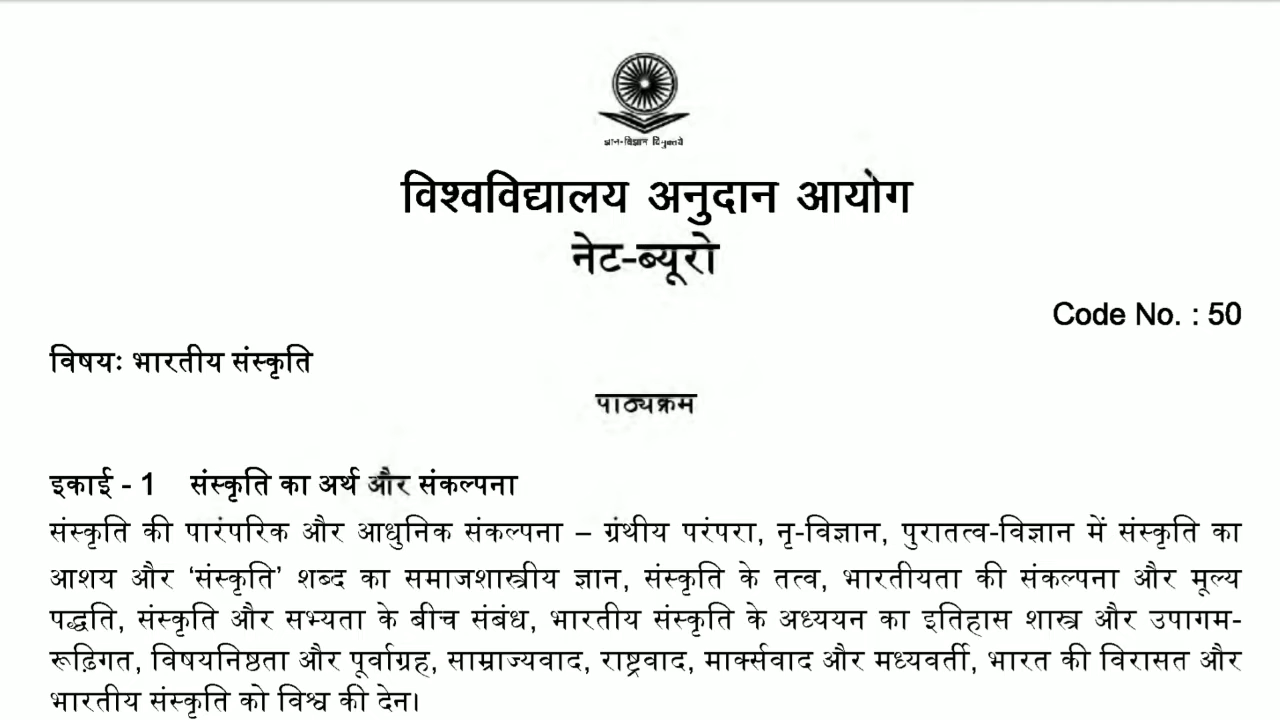 ज्ञान-विज्ञान विमुक्तये
विश्वविद्यालय अनुदान आयोग
नेट-ब्यूरो
Code No. : 50
विषयः भारतीय संस्कृति
पाठ्यक्रम
इकाई - 1 संस्कृति का अर्थ और संकल्पना
संस्कृति की पारंपरिक और आधुनिक संकल्पना – ग्रंथीय परंपरा, नृ-विज्ञान, पुरातत्व-विज्ञान में संस्कृति का
आशय और ‘संस्कृति’ शब्द का समाजशास्त्रीय ज्ञान, संस्कृति के तत्व, भारतीयता की संकल्पना और मूल्य
पद्धति, संस्कृति और सभ्यता के बीच संबंध, भारतीय संस्कृति के अध्ययन का इतिहास शास्त्र और उपागम-
रूढ़िगत, विषयनिष्ठता और पूर्वाग्रह, साम्राज्यवाद, राष्ट्रवाद, मार्क्सवाद और मध्यवर्ती, भारत की विरासत और
भारतीय संस्कृति को विश्व की देन।